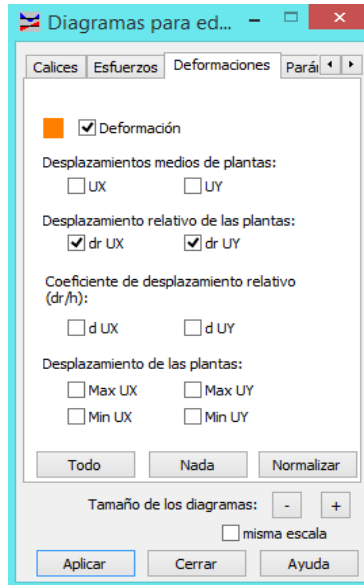 Diagramas para ed...
Calices Esfuerzos Deformaciones
Deformación
Desplazamientos medios de plantas:
UX UY
Desplazamiento relativo de las plantas:
dr UX dr UY
Coeficiente de desplazamiento relativo
(dr/h):
d UX d UY
Desplazamiento de las plantas:
Max UX Max UY
Min UX Min UY
Todo Nada Normalizar
Tamaño de los diagramas: - +
misma escala
Aplicar Cerrar Ayuda